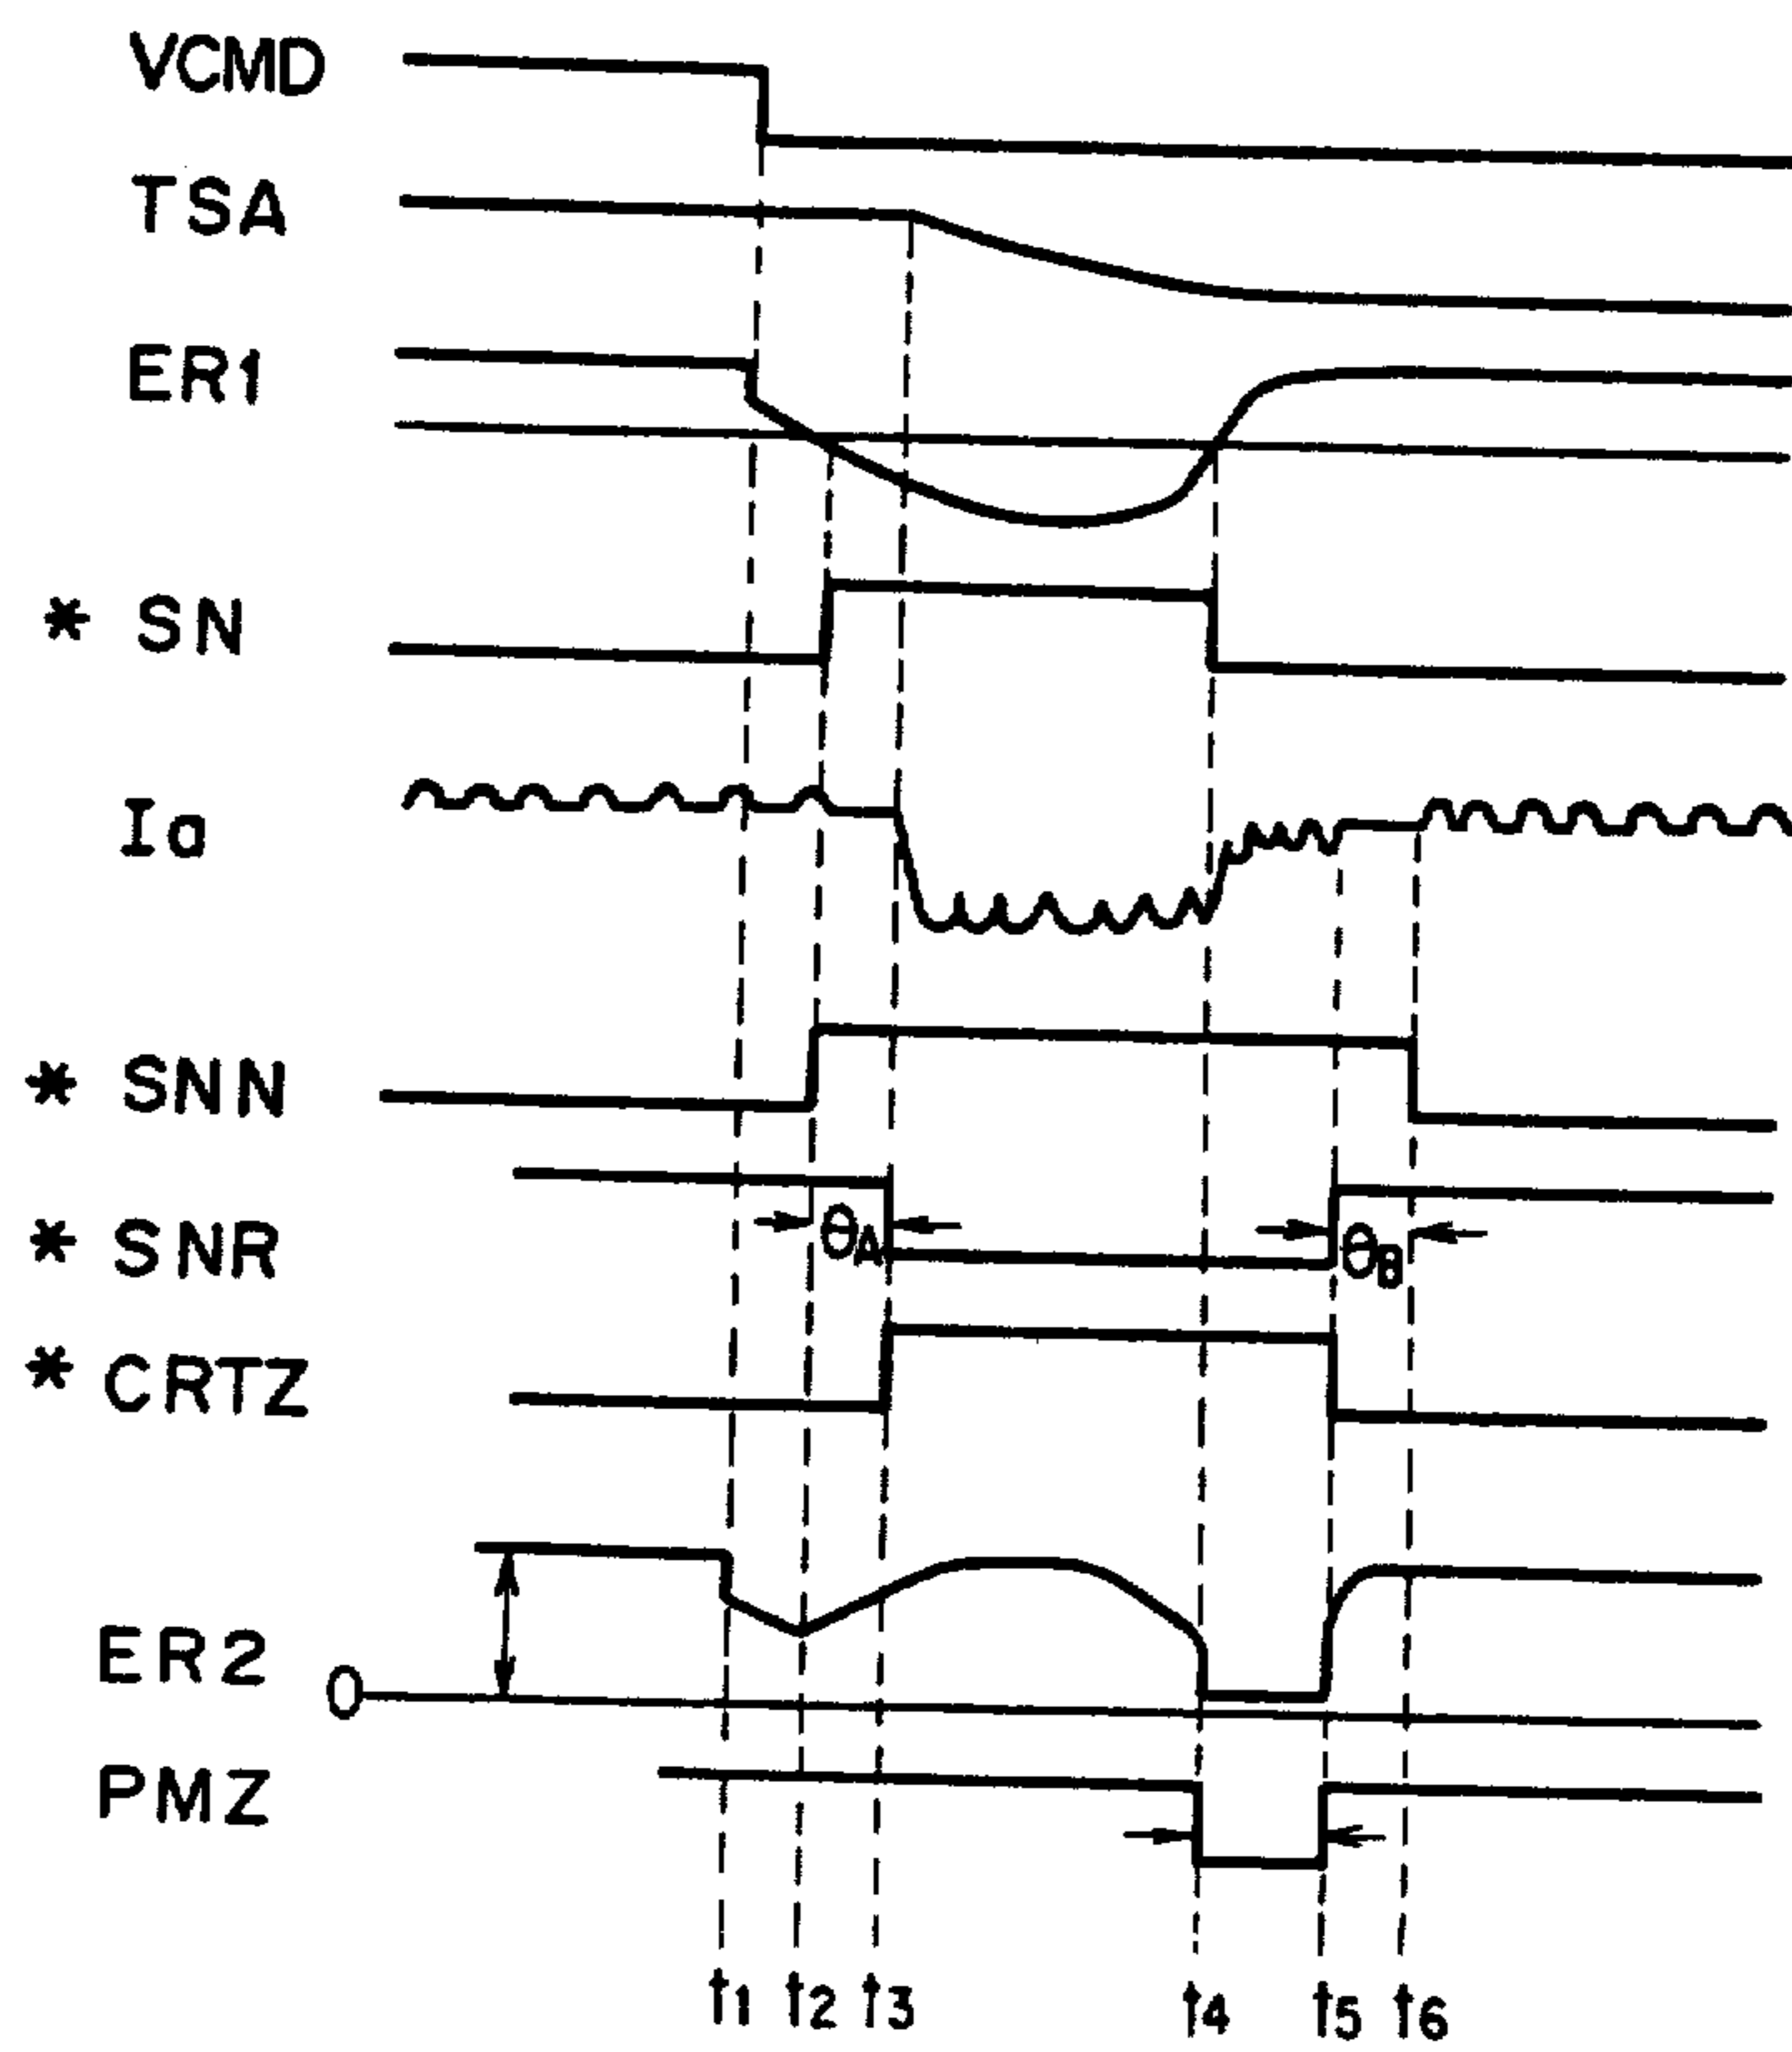 VCMD
TSA
ER1
* SN
Ia
* SNN
* SNR
θA
θB
* CRTZ
ER2
0
PMZ
t1 t2 t3 t4 t5 t6